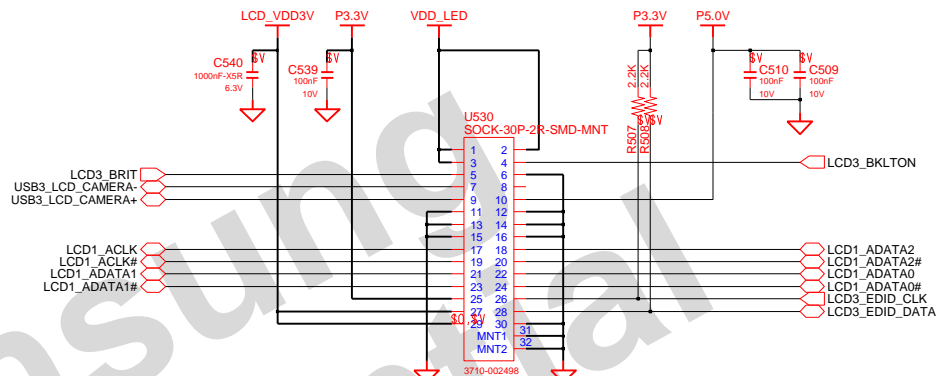 LCD_VDD3V P3.3V VDD_LED P3.3V P5.0V
$V
C540
1000nF-X5R
6.3V
$V
C539
100nF
10V
2.2K
2.2K
R507
R508
$V
$V
C510
100nF
10V
$V
C509
100nF
10V
U530
SOCK-30P-2R-SMD-MNT
1 2
3 4
5 6
7 8
9 10
11 12
13 14
15 16
17 18
19 20
21 22
23 24
25 26
27 28
29 30
MNT1 31
MNT2 32
3710-002498
LCD3_BRIT
USB3_LCD_CAMERA-
USB3_LCD_CAMERA+
LCD1_ACLK
LCD1_ACLK#
LCD1_ADATA1
LCD1_ADATA1#
LCD3_BKLTON
LCD1_ADATA2
LCD1_ADATA2#
LCD1_ADATA0
LCD1_ADATA0#
LCD3_EDID_CLK
LCD3_EDID_DATA